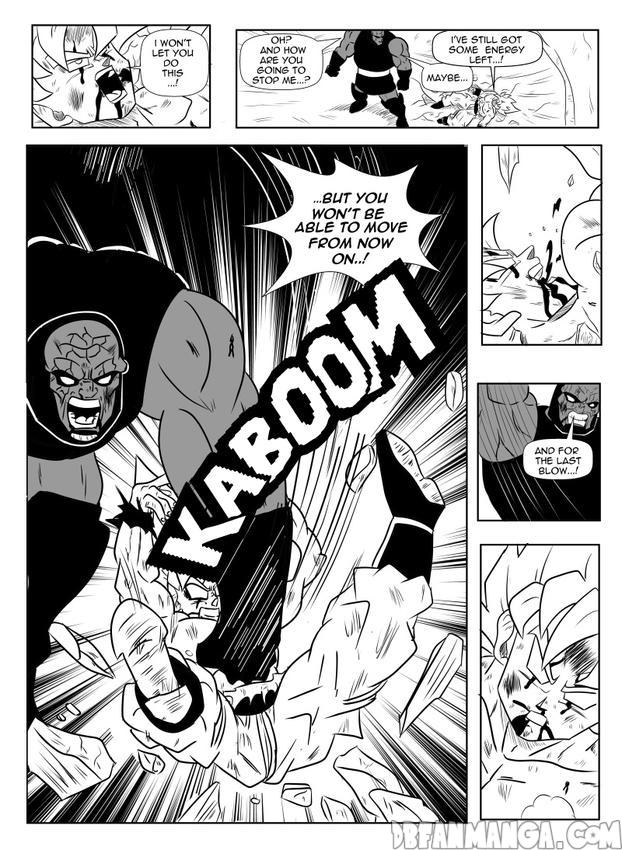 I WON'T
LET YOU
DO
THIS
...!
OH?
AND HOW
ARE YOU
GOING TO
STOP ME...?
I'VE STILL GOT
SOME ENERGY
LEFT...!
MAYBE...
...BUT YOU
WON'T BE
ABLE TO MOVE
FROM NOW
ON..!
KABOOM
AND FOR
THE LAST
BLOW...!
DBFANMANGA.COM